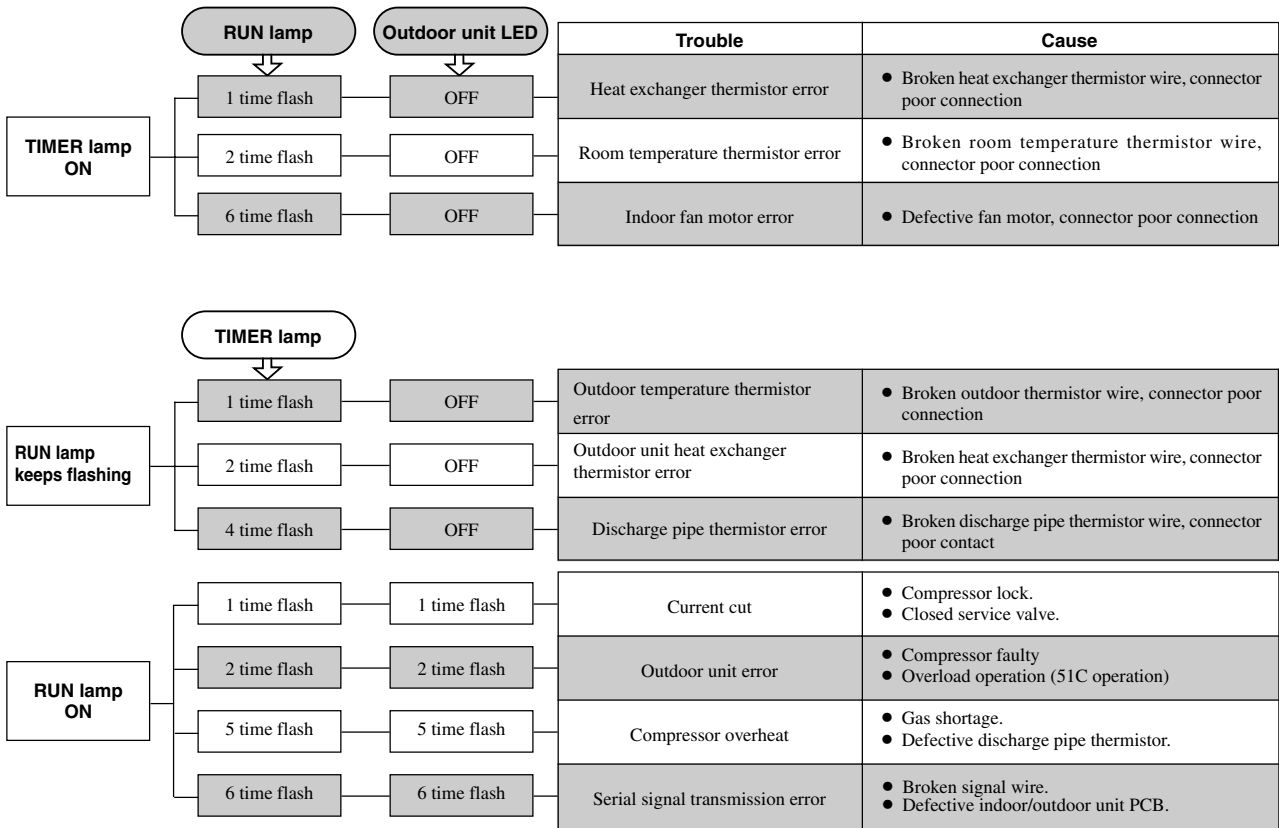 RUN lamp
Outdoor unit LED
Trouble
Cause
TIMER lamp
ON
1 time flash
OFF
Heat exchanger thermistor error
● Broken heat exchanger thermistor wire, connector
poor connection
2 time flash
OFF
Room temperature thermistor error
● Broken room temperature thermistor wire,
connector poor connection
6 time flash
OFF
Indoor fan motor error
● Defective fan motor, connector poor connection
TIMER lamp
RUN lamp
keeps flashing
1 time flash
OFF
Outdoor temperature thermistor
error
● Broken outdoor thermistor wire, connector poor
connection
2 time flash
OFF
Outdoor unit heat exchanger
thermistor error
● Broken heat exchanger thermistor wire, connector
poor connection
4 time flash
OFF
Discharge pipe thermistor error
● Broken discharge pipe thermistor wire, connector
poor contact
RUN lamp
ON
1 time flash
1 time flash
Current cut
● Compressor lock.
● Closed service valve.
2 time flash
2 time flash
Outdoor unit error
● Compressor faulty
● Overload operation (51C operation)
5 time flash
5 time flash
Compressor overheat
● Gas shortage.
● Defective discharge pipe thermistor.
6 time flash
6 time flash
Serial signal transmission error
● Broken signal wire.
● Defective indoor/outdoor unit PCB.